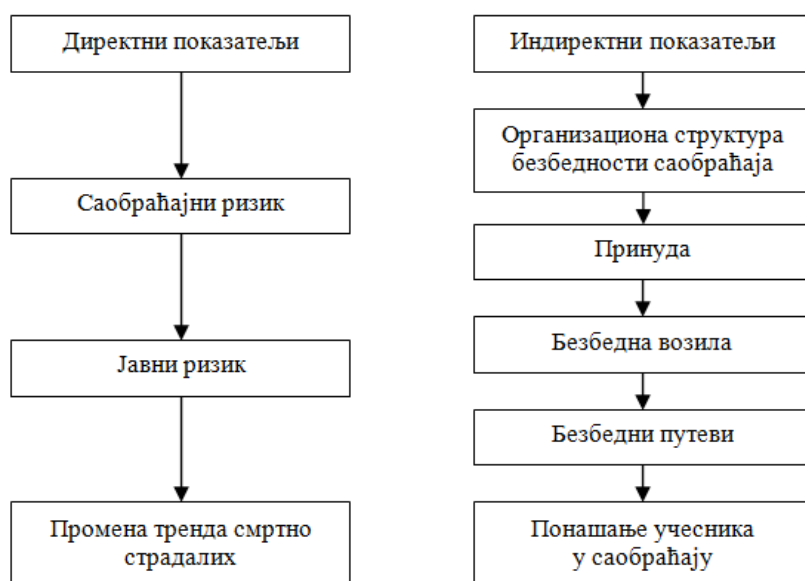 Директни показатељи
Саобраћајни ризик
Јавни ризик
Промена тренда смртно
страдалих
Индиректни показатељи
Организациона структура
безбедности саобраћаја
Принуда
Безбедна возила
Безбедни путеви
Понашање учесника
у саобраћају